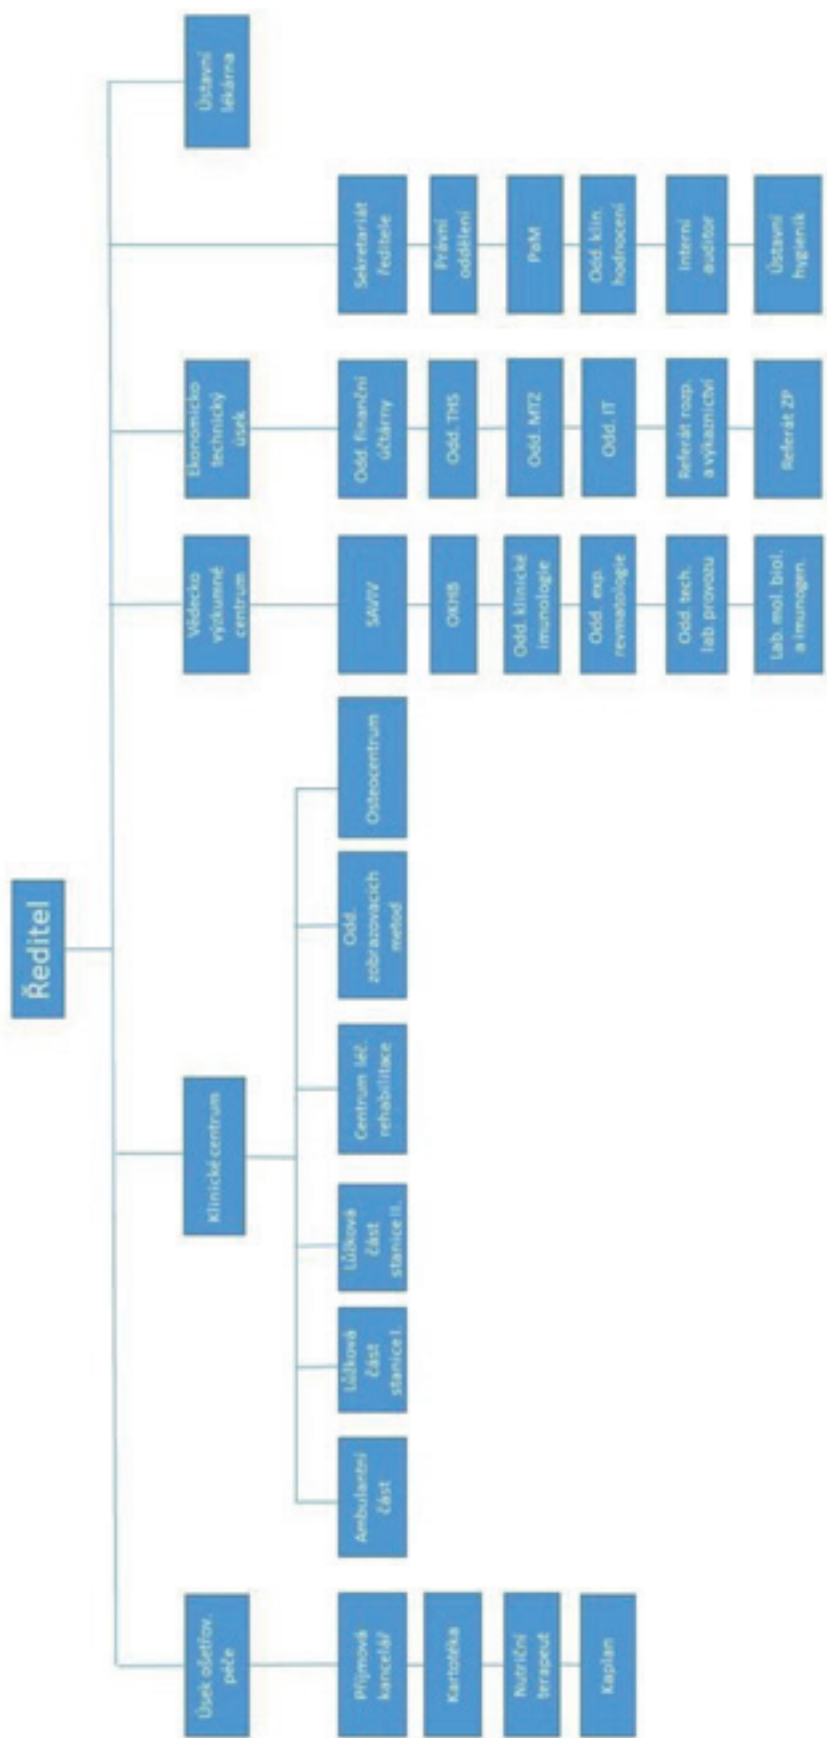 Ředitel
Úsek ošetřov.
péče
Klinické centrum
Vědecko
výzkumné
centrum
Ekonomicko
technický
úsek
Ústavní
lékárna
Příjmová
kancelář
Ambulantní
část
Lůžková
část
stanice I.
Lůžková
část
stanice II.
Centrum léč.
rehabilitace
Odd.
zobrazovacích
metod
Osteocentrum
SAVIV
Odd. finanční
účtárny
Sekretariát
ředitele
Kartotéka
OKHB
Odd. THS
Právní
oddělení
Nutriční
terapeut
Odd. klinické
imunologie
Odd. MTZ
PaM
Kaplan
Odd. exp.
revmatologie
Odd. IT
Odd. klin.
hodnocení
Odd. tech.
lab. provozu
Referát rozp.
a výkaznictví
Interní
auditor
Lab. mol. biol.
a imunogen.
Referát ZP
Ústavní
hygienik